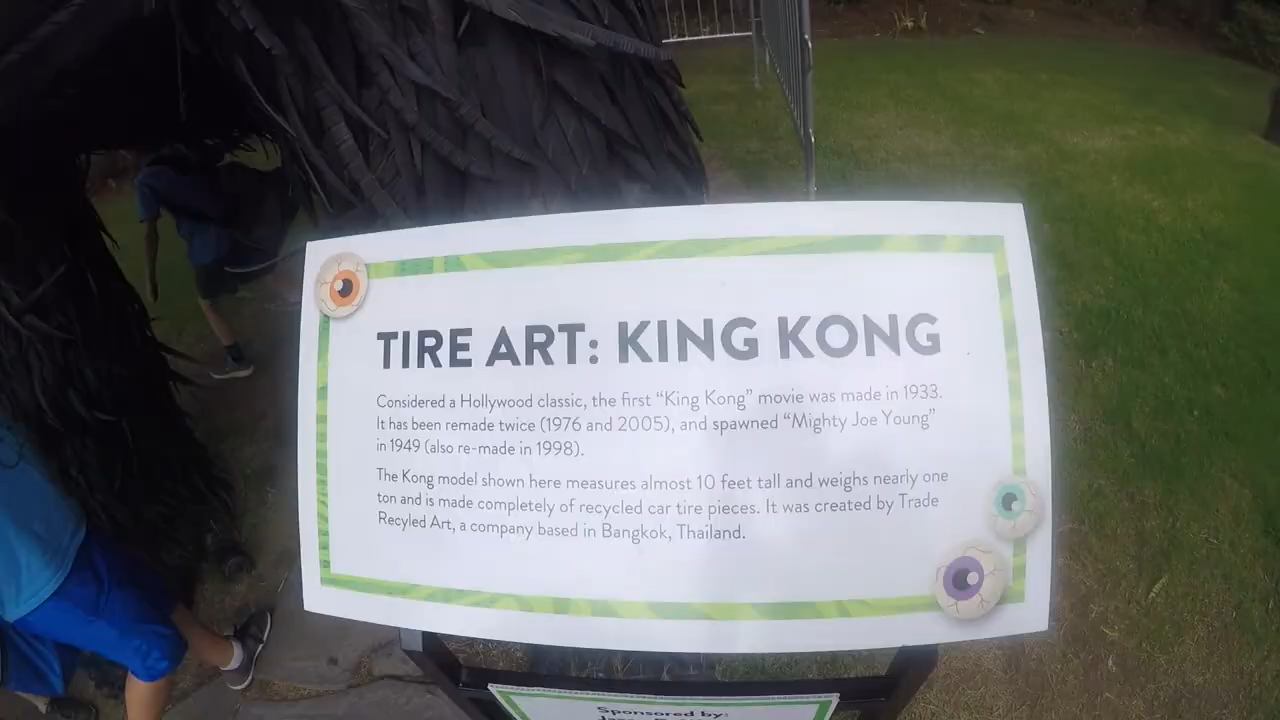 TIRE ART: KING KONG
Considered a Hollywood classic, the first “King Kong” movie was made in 1933.
It has been remade twice (1976 and 2005), and spawned “Mighty Joe Young”
in 1949 (also re-made in 1998).
The Kong model shown here measures almost 10 feet tall and weighs nearly one
ton and is made completely of recycled car tire pieces. It was created by Trade
Recyled Art, a company based in Bangkok, Thailand.
Sponsored by: